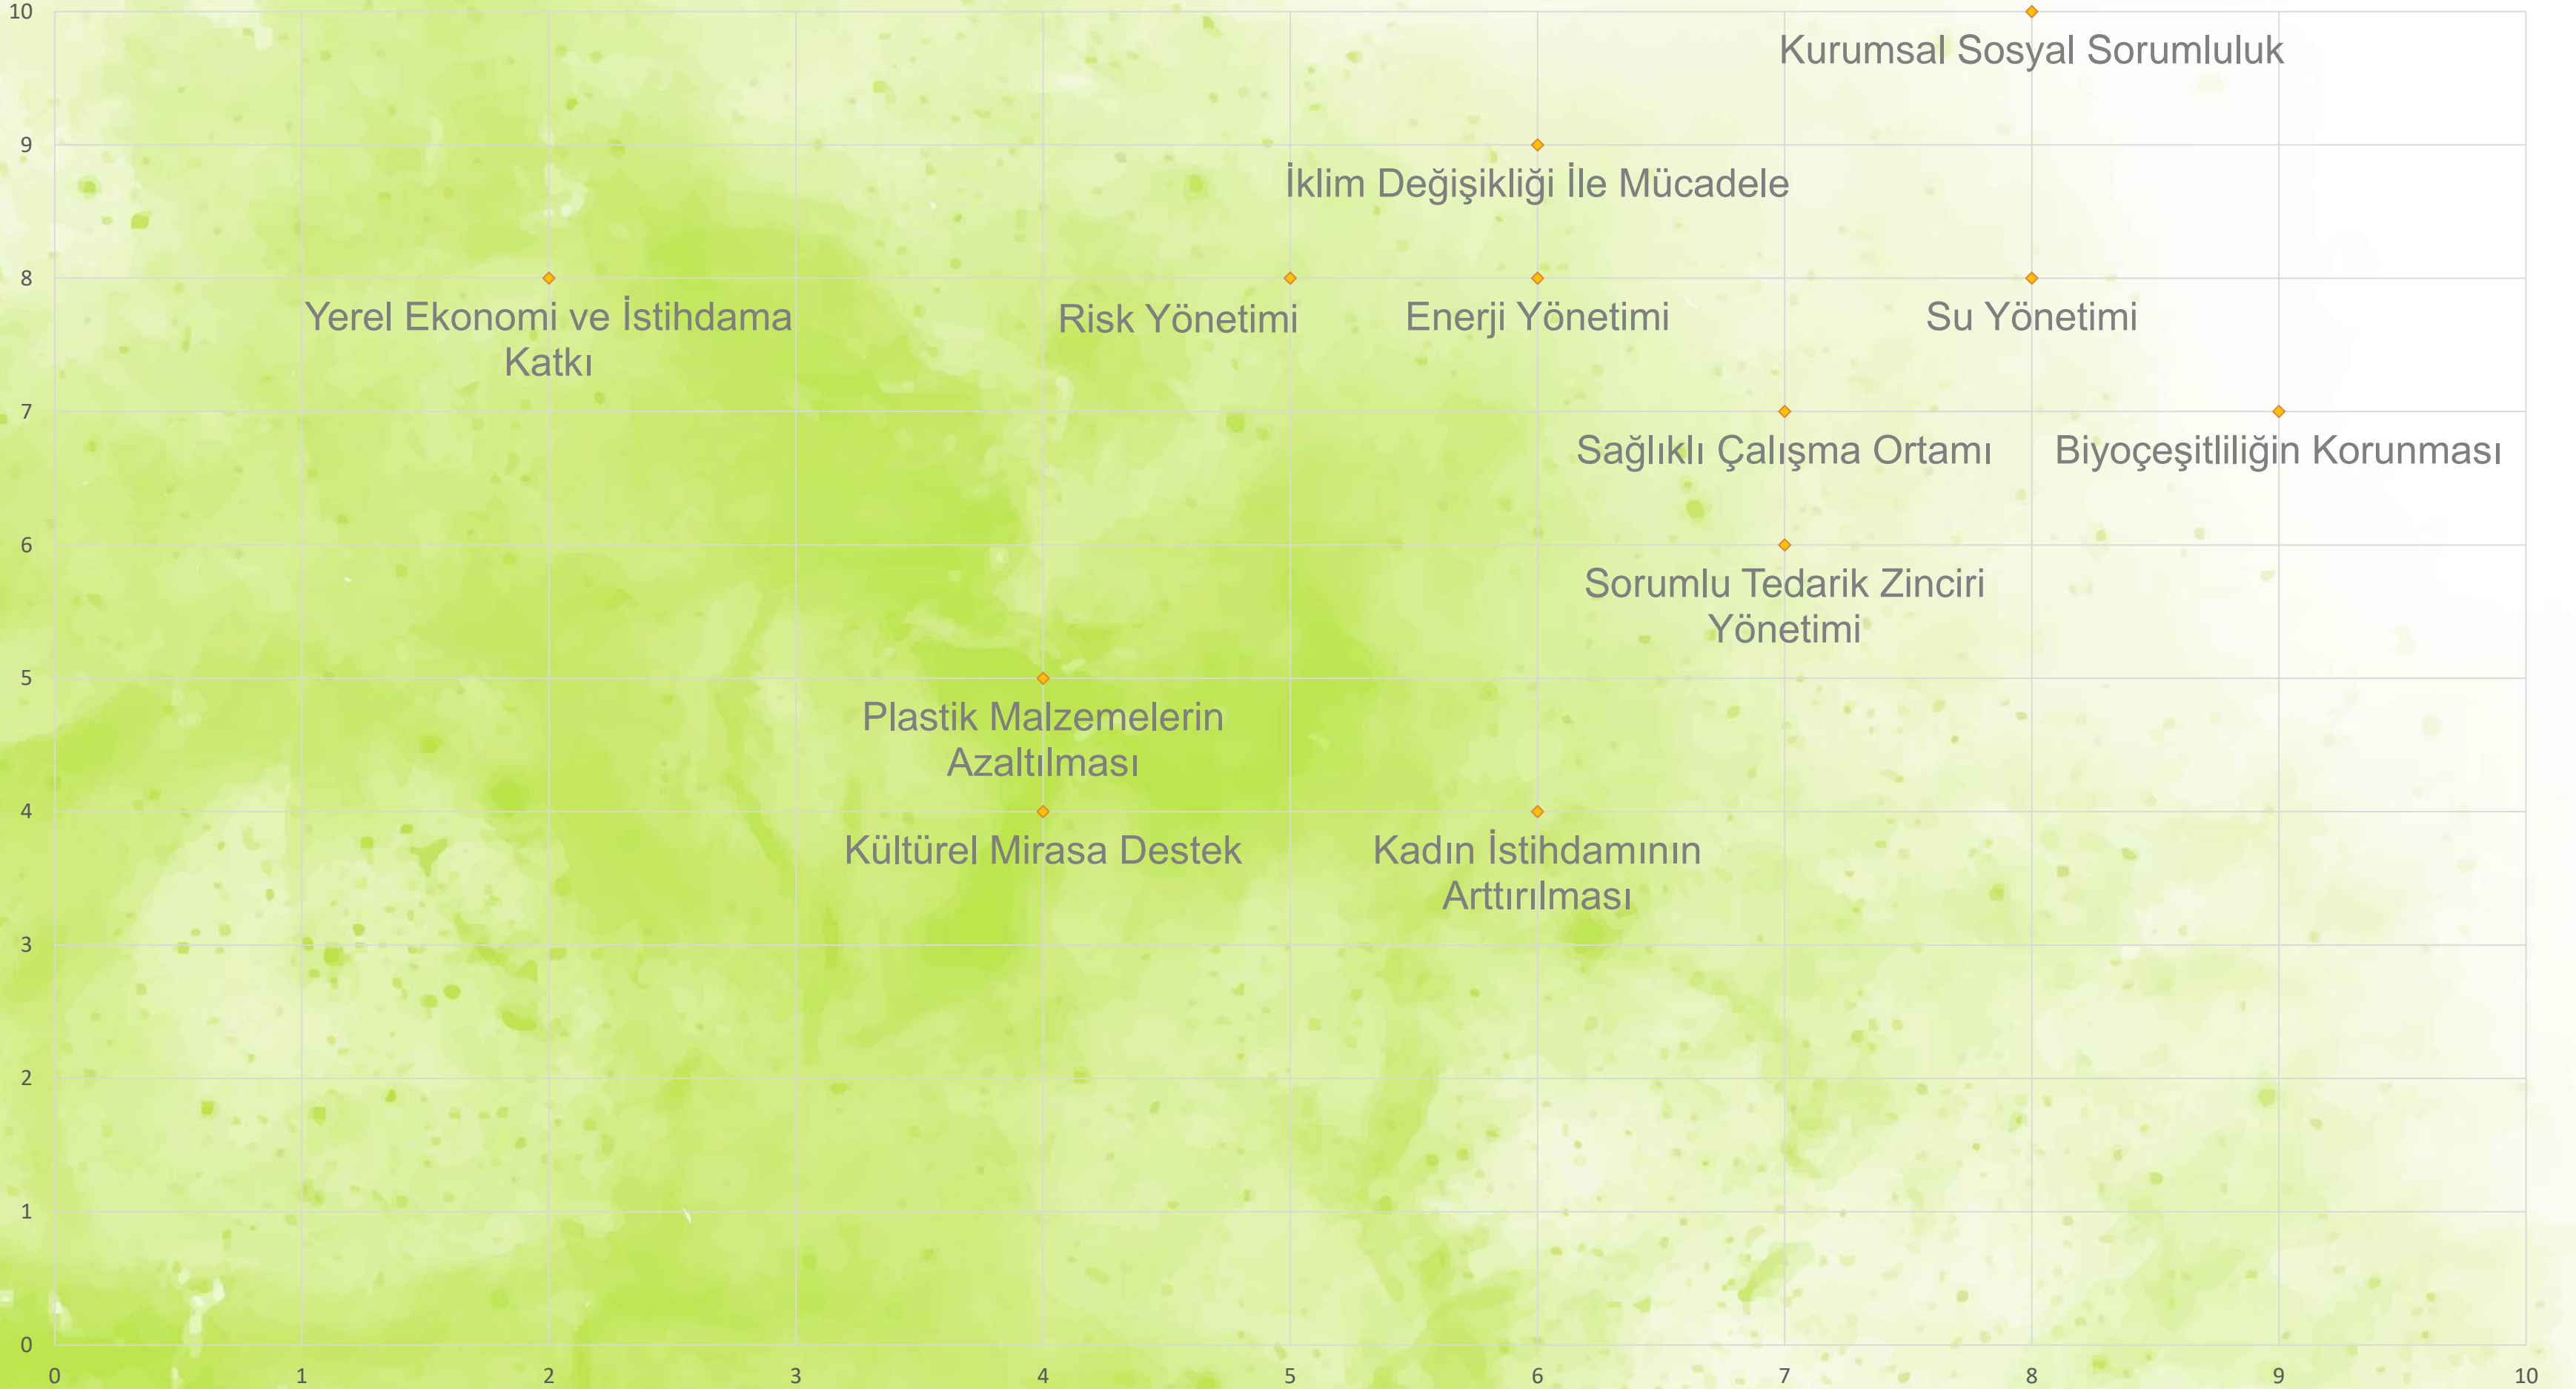 10
Kurumsal Sosyal Sorumluluk
9
İklim Değişikliği İle Mücadele
8
Yerel Ekonomi ve İstihdama
Katkı
Risk Yönetimi
Enerji Yönetimi
Su Yönetimi
7
Sağlıklı Çalışma Ortamı
Biyoçeşitliliğin Korunması
6
Sorumlu Tedarik Zinciri
Yönetimi
5
Plastik Malzemelerin
Azaltılması
4
Kültürel Mirasa Destek
Kadın İstihdamının
Arttırılması
3
2
1
0
0 1 2 3 4 5 6 7 8 9 10